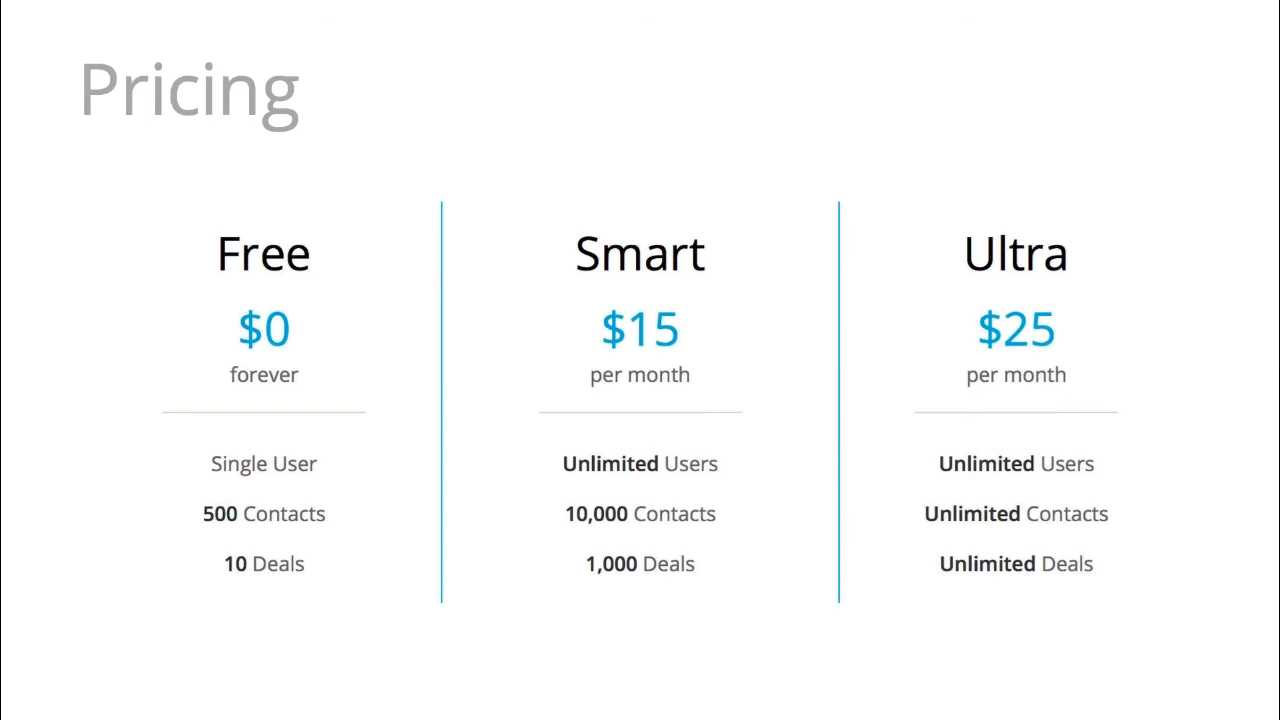 Pricing
Free
$0
forever
Single User
500 Contacts
10 Deals
Smart
$15
per month
Unlimited Users
10,000 Contacts
1,000 Deals
Ultra
$25
per month
Unlimited Users
Unlimited Contacts
Unlimited Deals